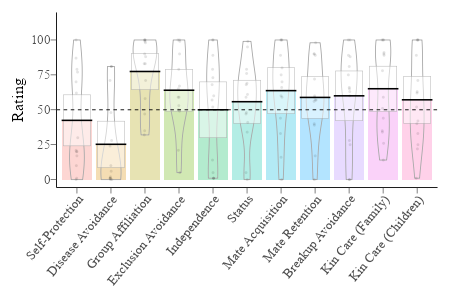 100
75
50
25
0
Rating
Self-Protection
Disease Avoidance
Group Affiliation
Exclusion Avoidance
Independence
Status
Mate Acquisition
Mate Retention
Breakup Avoidance
Kin Care (Family)
Kin Care (Children)